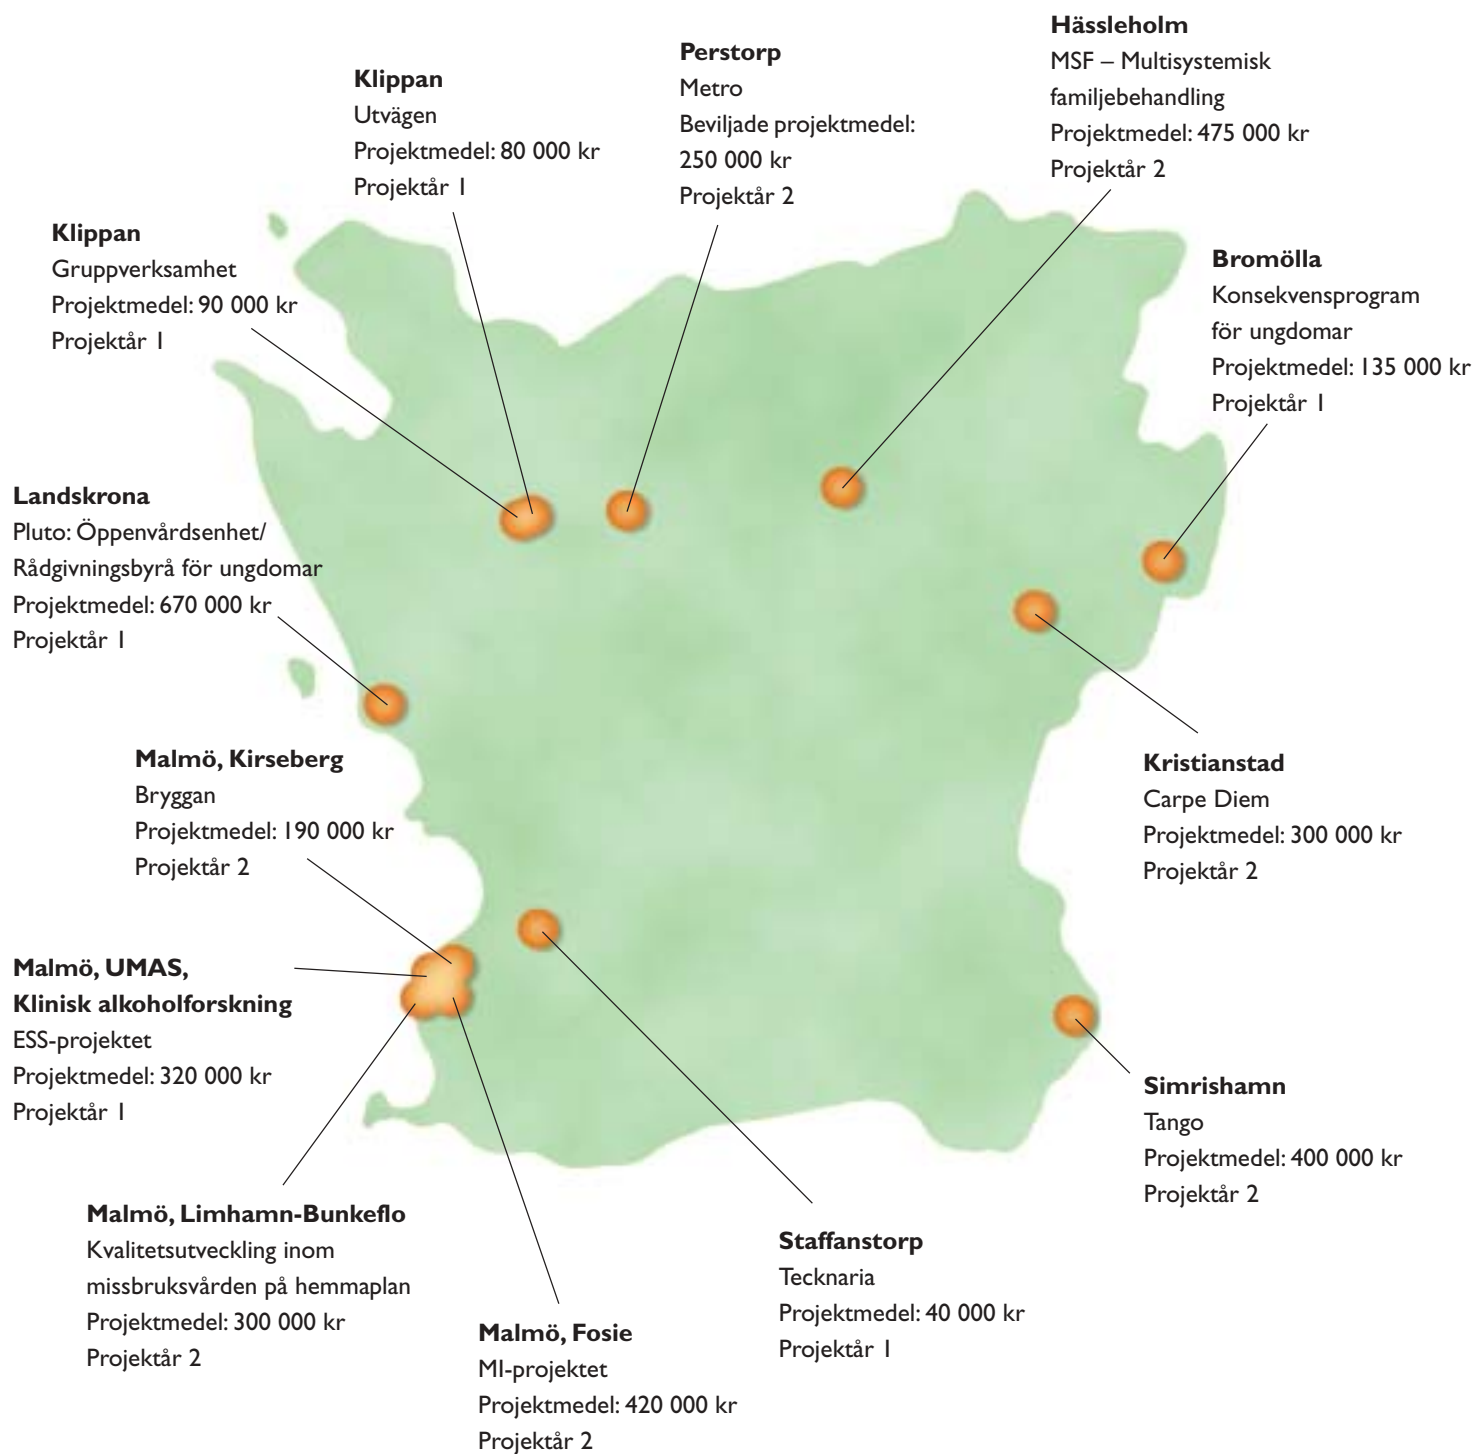 Hässleholm
MSF – Multisystemisk
familjebehandling
Projektmedel: 475 000 kr
Projektår 2
Perstorp
Metro
Beviljade projektmedel:
250 000 kr
Projektår 2
Klippan
Utvägen
Projektmedel: 80 000 kr
Projektår 1
Klippan
Gruppverksamhet
Projektmedel: 90 000 kr
Projektår 1
Bromölla
Konsekvensprogram
för ungdomar
Projektmedel: 135 000 kr
Projektår 1
Landskrona
Pluto: Öppenvårdsenhet/
Rådgivningsbyrå för ungdomar
Projektmedel: 670 000 kr
Projektår 1
Malmö, Kirseberg
Bryggan
Projektmedel: 190 000 kr
Projektår 2
Kristianstad
Carpe Diem
Projektmedel: 300 000 kr
Projektår 2
Malmö, UMAS,
Klinisk alkoholforskning
ESS-projektet
Projektmedel: 320 000 kr
Projektår 1
Simrishamn
Tango
Projektmedel: 400 000 kr
Projektår 2
Malmö, Limhamn-Bunkeflo
Kvalitetsutveckling inom
missbruksvården på hemmaplan
Projektmedel: 300 000 kr
Projektår 2
Staffanstorp
Tecknaria
Projektmedel: 40 000 kr
Projektår 1
Malmö, Fosie
MI-projektet
Projektmedel: 420 000 kr
Projektår 2